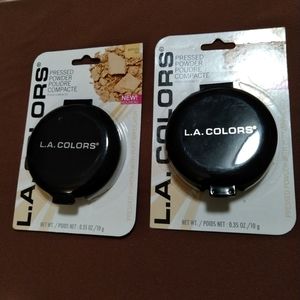 L.A. COLORS®
PRESSED
POWDER
POUDRE
COMPACTE
NEW!
L.A. COLORS®
NET WT. / POIDS NET : 0.35 OZ./10 g
L.A. COLORS®
PRESSED
POWDER
POUDRE
COMPACTE
L.A. COLORS®
NET WT. / POIDS NET : 0.35 OZ./10 g